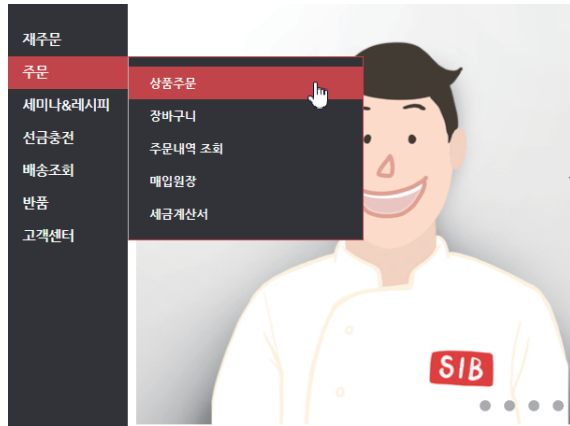 재주문
주문
세미나&레시피
선금충전
배송조회
반품
고객센터
상품주문
장바구니
주문내역 조회
매입원장
세금계산서
SIB